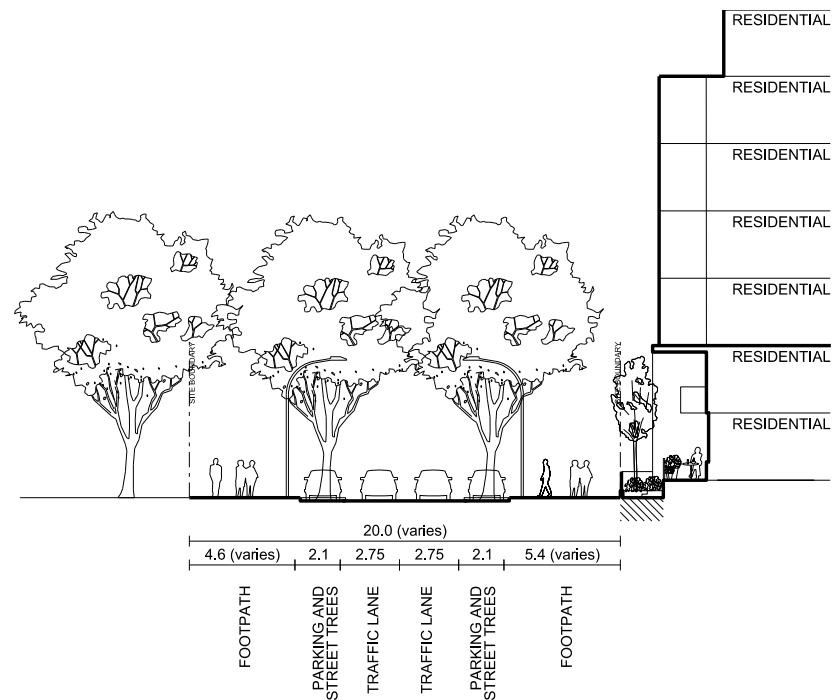 RESIDENTIAL
RESIDENTIAL
RESIDENTIAL
RESIDENTIAL
RESIDENTIAL
RESIDENTIAL
RESIDENTIAL
SITE BOUNDARY
SITE BOUNDARY
20.0 (varies)
4.6 (varies)
2.1
2.75
2.75
2.1
5.4 (varies)
FOOTPATH
PARKING AND
STREET TREES
TRAFFIC LANE
TRAFFIC LANE
PARKING AND
STREET TREES
FOOTPATH